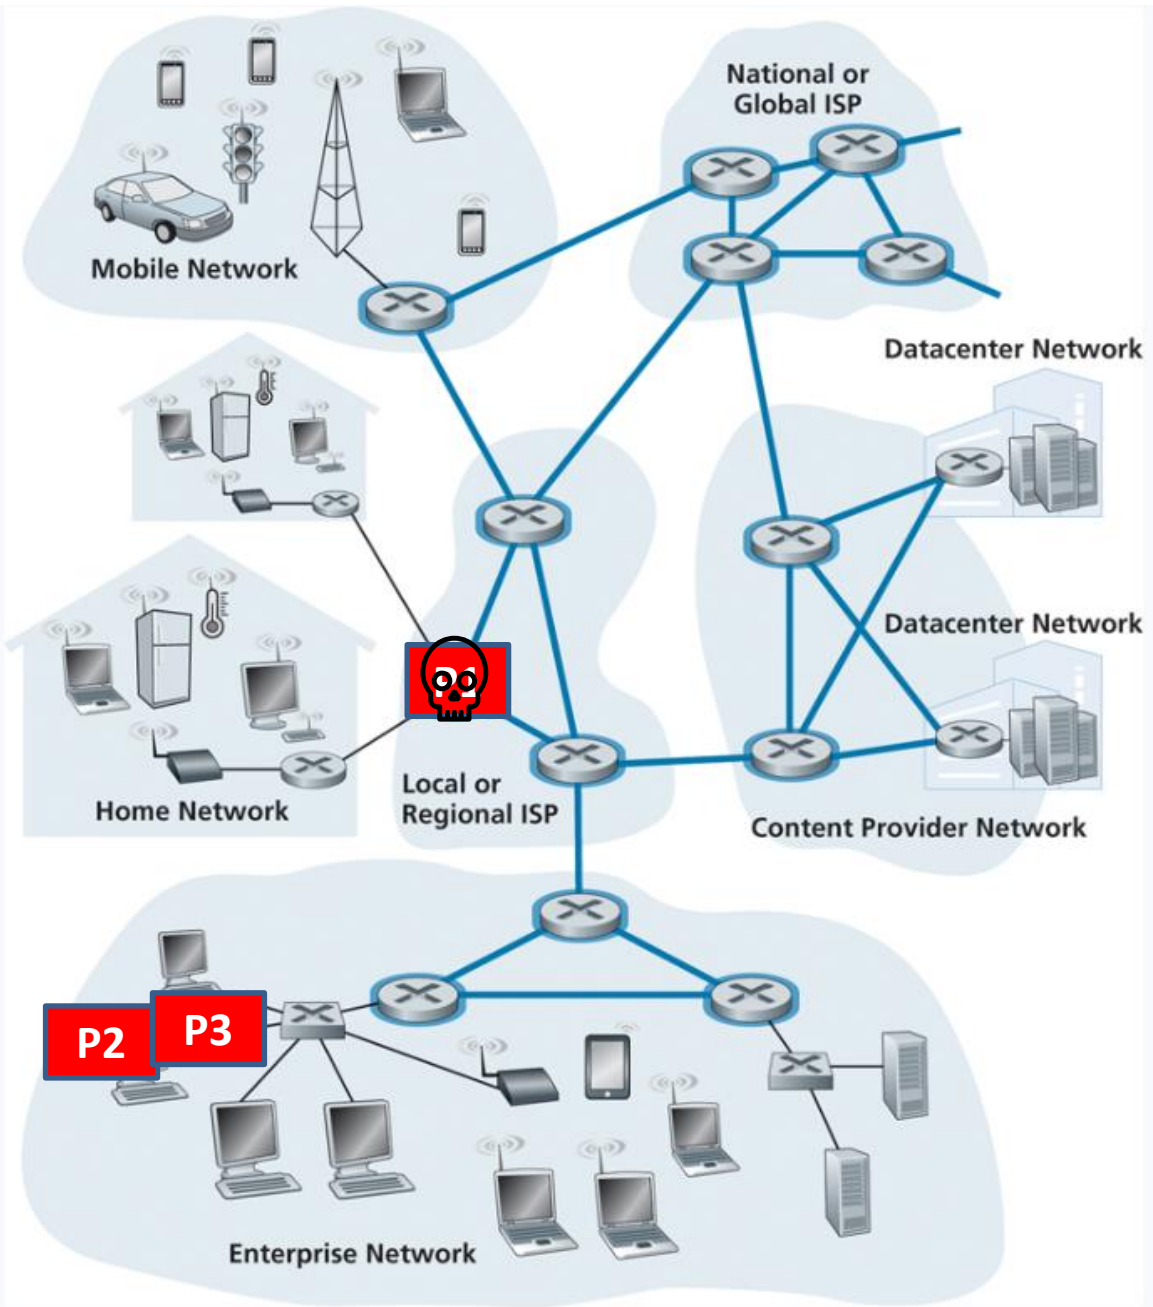 National or
Global ISP
Mobile Network
Datacenter Network
Datacenter Network
P1
Local or
Regional ISP
Home Network
Content Provider Network
P2
P3
Enterprise Network